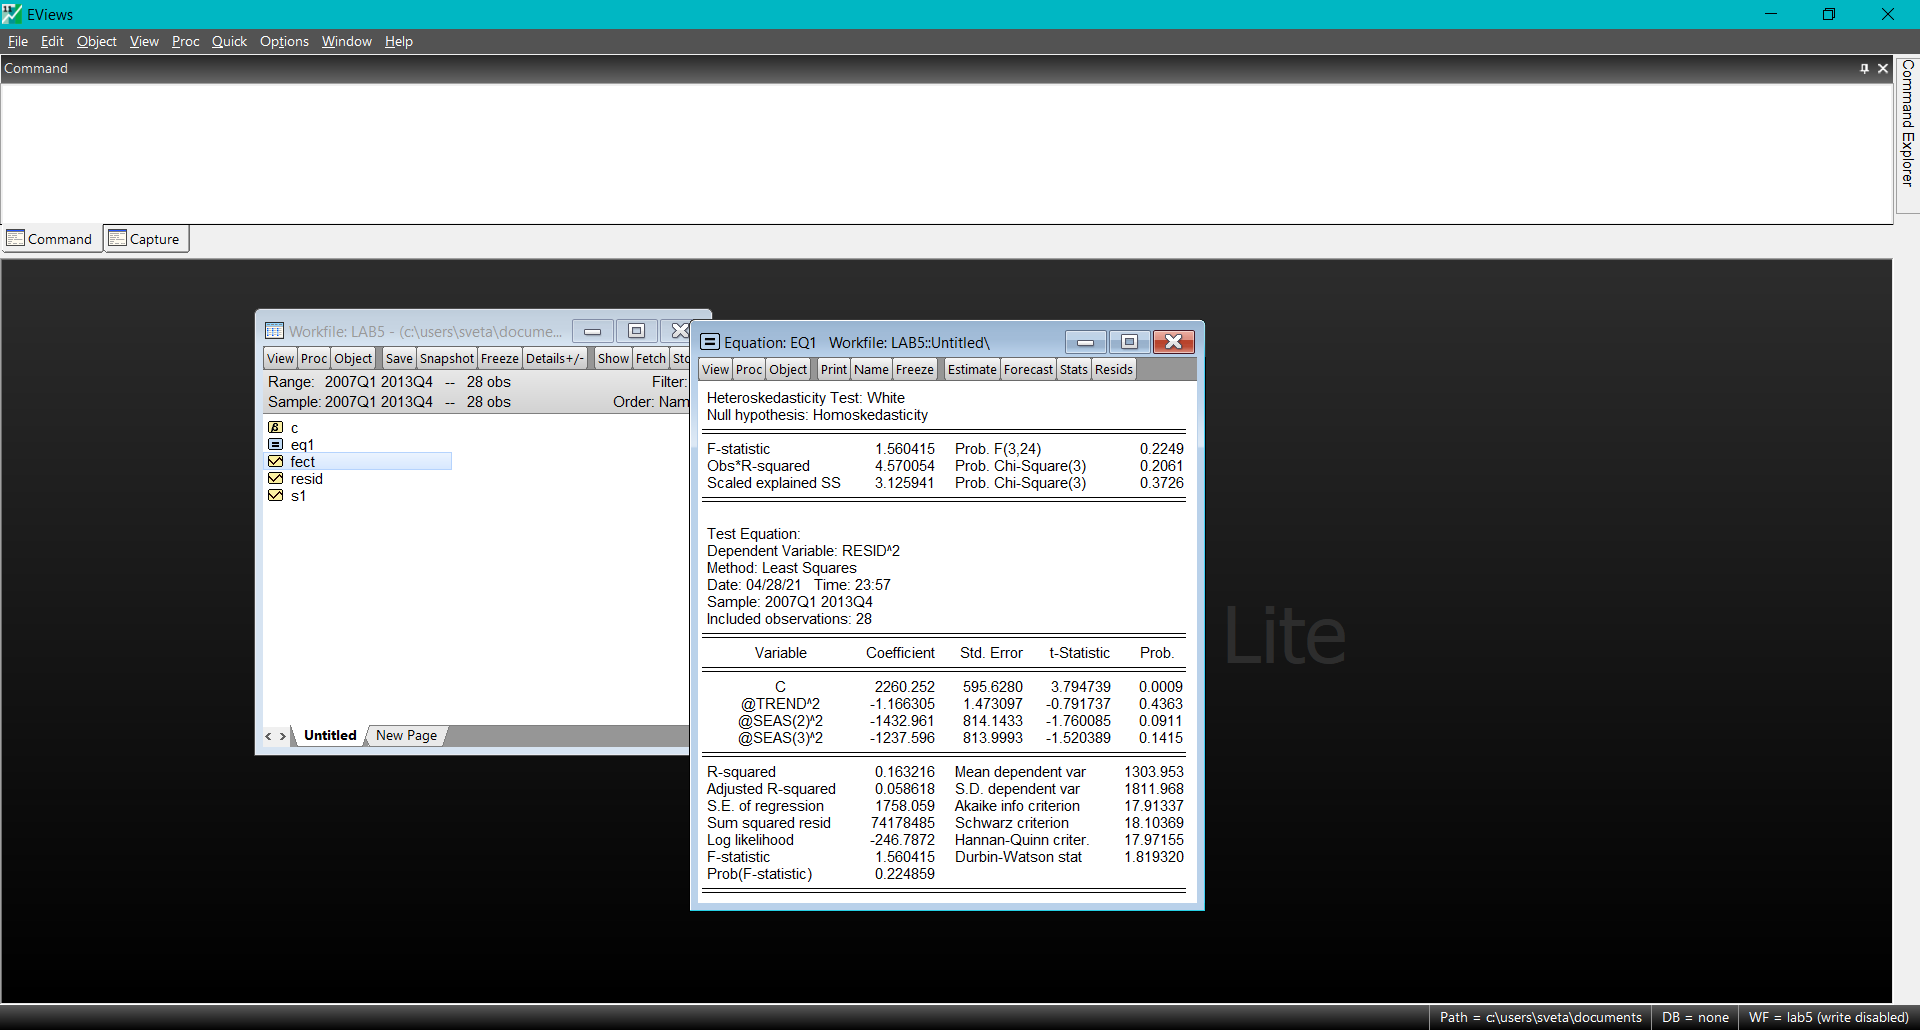 EViews
File Edit Object View Proc Quick Options Window Help
Command
Command Explorer
Command Capture
Workfile: LAB5 - (c:\users\sveta\docume...
View Proc Object Save Snapshot Freeze Details+/- Show Fetch
Range: 2007Q1 2013Q4 -- 28 obs Filter:
Sample: 2007Q1 2013Q4 -- 28 obs Order: Nam
c
eq1
fect
resid
s1
Untitled New Page
Equation: EQ1 Workfile: LAB5::Untitled\
View Proc Object Print Name Freeze Estimate Forecast Stats Resids
Heteroskedasticity Test: White
Null hypothesis: Homoskedasticity
F-statistic 1.560415 Prob. F(3,24) 0.2249
Obs*R-squared 4.570054 Prob. Chi-Square(3) 0.2061
Scaled explained SS 3.125941 Prob. Chi-Square(3) 0.3726
Test Equation:
Dependent Variable: RESID^2
Method: Least Squares
Date: 04/28/21 Time: 23:57
Sample: 2007Q1 2013Q4
Included observations: 28
Variable Coefficient Std. Error t-Statistic Prob.
C 2260.252 595.6280 3.794739 0.0009
@TREND^2 -1.166305 1.473097 -0.791737 0.4363
@SEAS(2)^2 -1432.961 814.1433 -1.760085 0.0911
@SEAS(3)^2 -1237.596 813.9993 -1.520389 0.1415
R-squared 0.163216 Mean dependent var 1303.953
Adjusted R-squared 0.058618 S.D. dependent var 1811.968
S.E. of regression 1758.059 Akaike info criterion 17.91337
Sum squared resid 74178485 Schwarz criterion 18.10369
Log likelihood -246.7872 Hannan-Quinn criter. 17.97155
F-statistic 1.560415 Durbin-Watson stat 1.819320
Prob(F-statistic) 0.224859
Lite
Path = c:\users\sveta\documents DB = none WF = lab5 (write disabled)